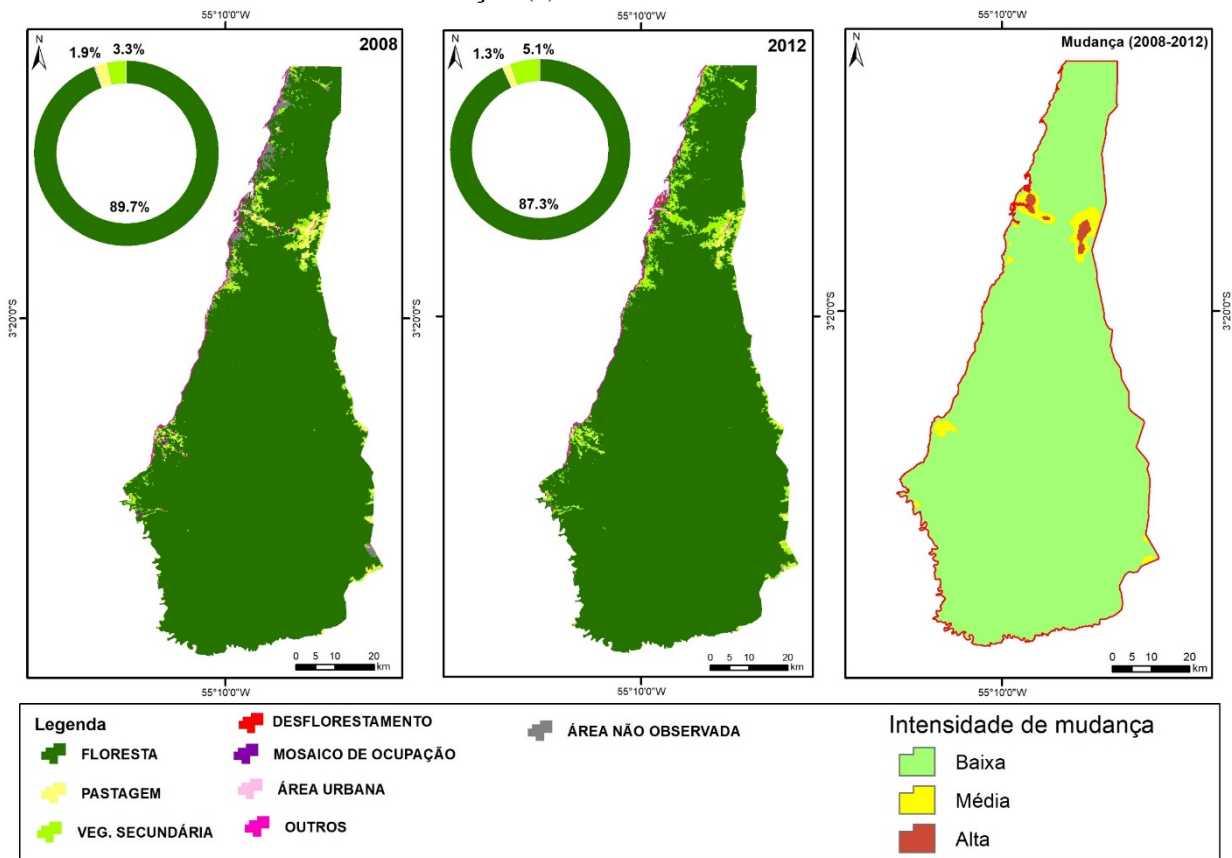 55°10'0"W
55°10'0"W
55°10'0"W
N
2008
1.9%
3.3%
89.7%
3°20'0"S
0 5 10 20
km
55°10'0"W
N
2012
1.3%
5.1%
87.3%
3°20'0"S
0 5 10 20
km
55°10'0"W
N
Mudança (2008-2012)
3°20'0"S
0 5 10 20
km
55°10'0"W
Legenda
FLORESTA
PASTAGEM
VEG. SECUNDÁRIA
DESFLORESTAMENTO
MOSAICO DE OCUPAÇÃO
ÁREA URBANA
OUTROS
ÁREA NÃO OBSERVADA
Intensidade de mudança
Baixa
Média
Alta